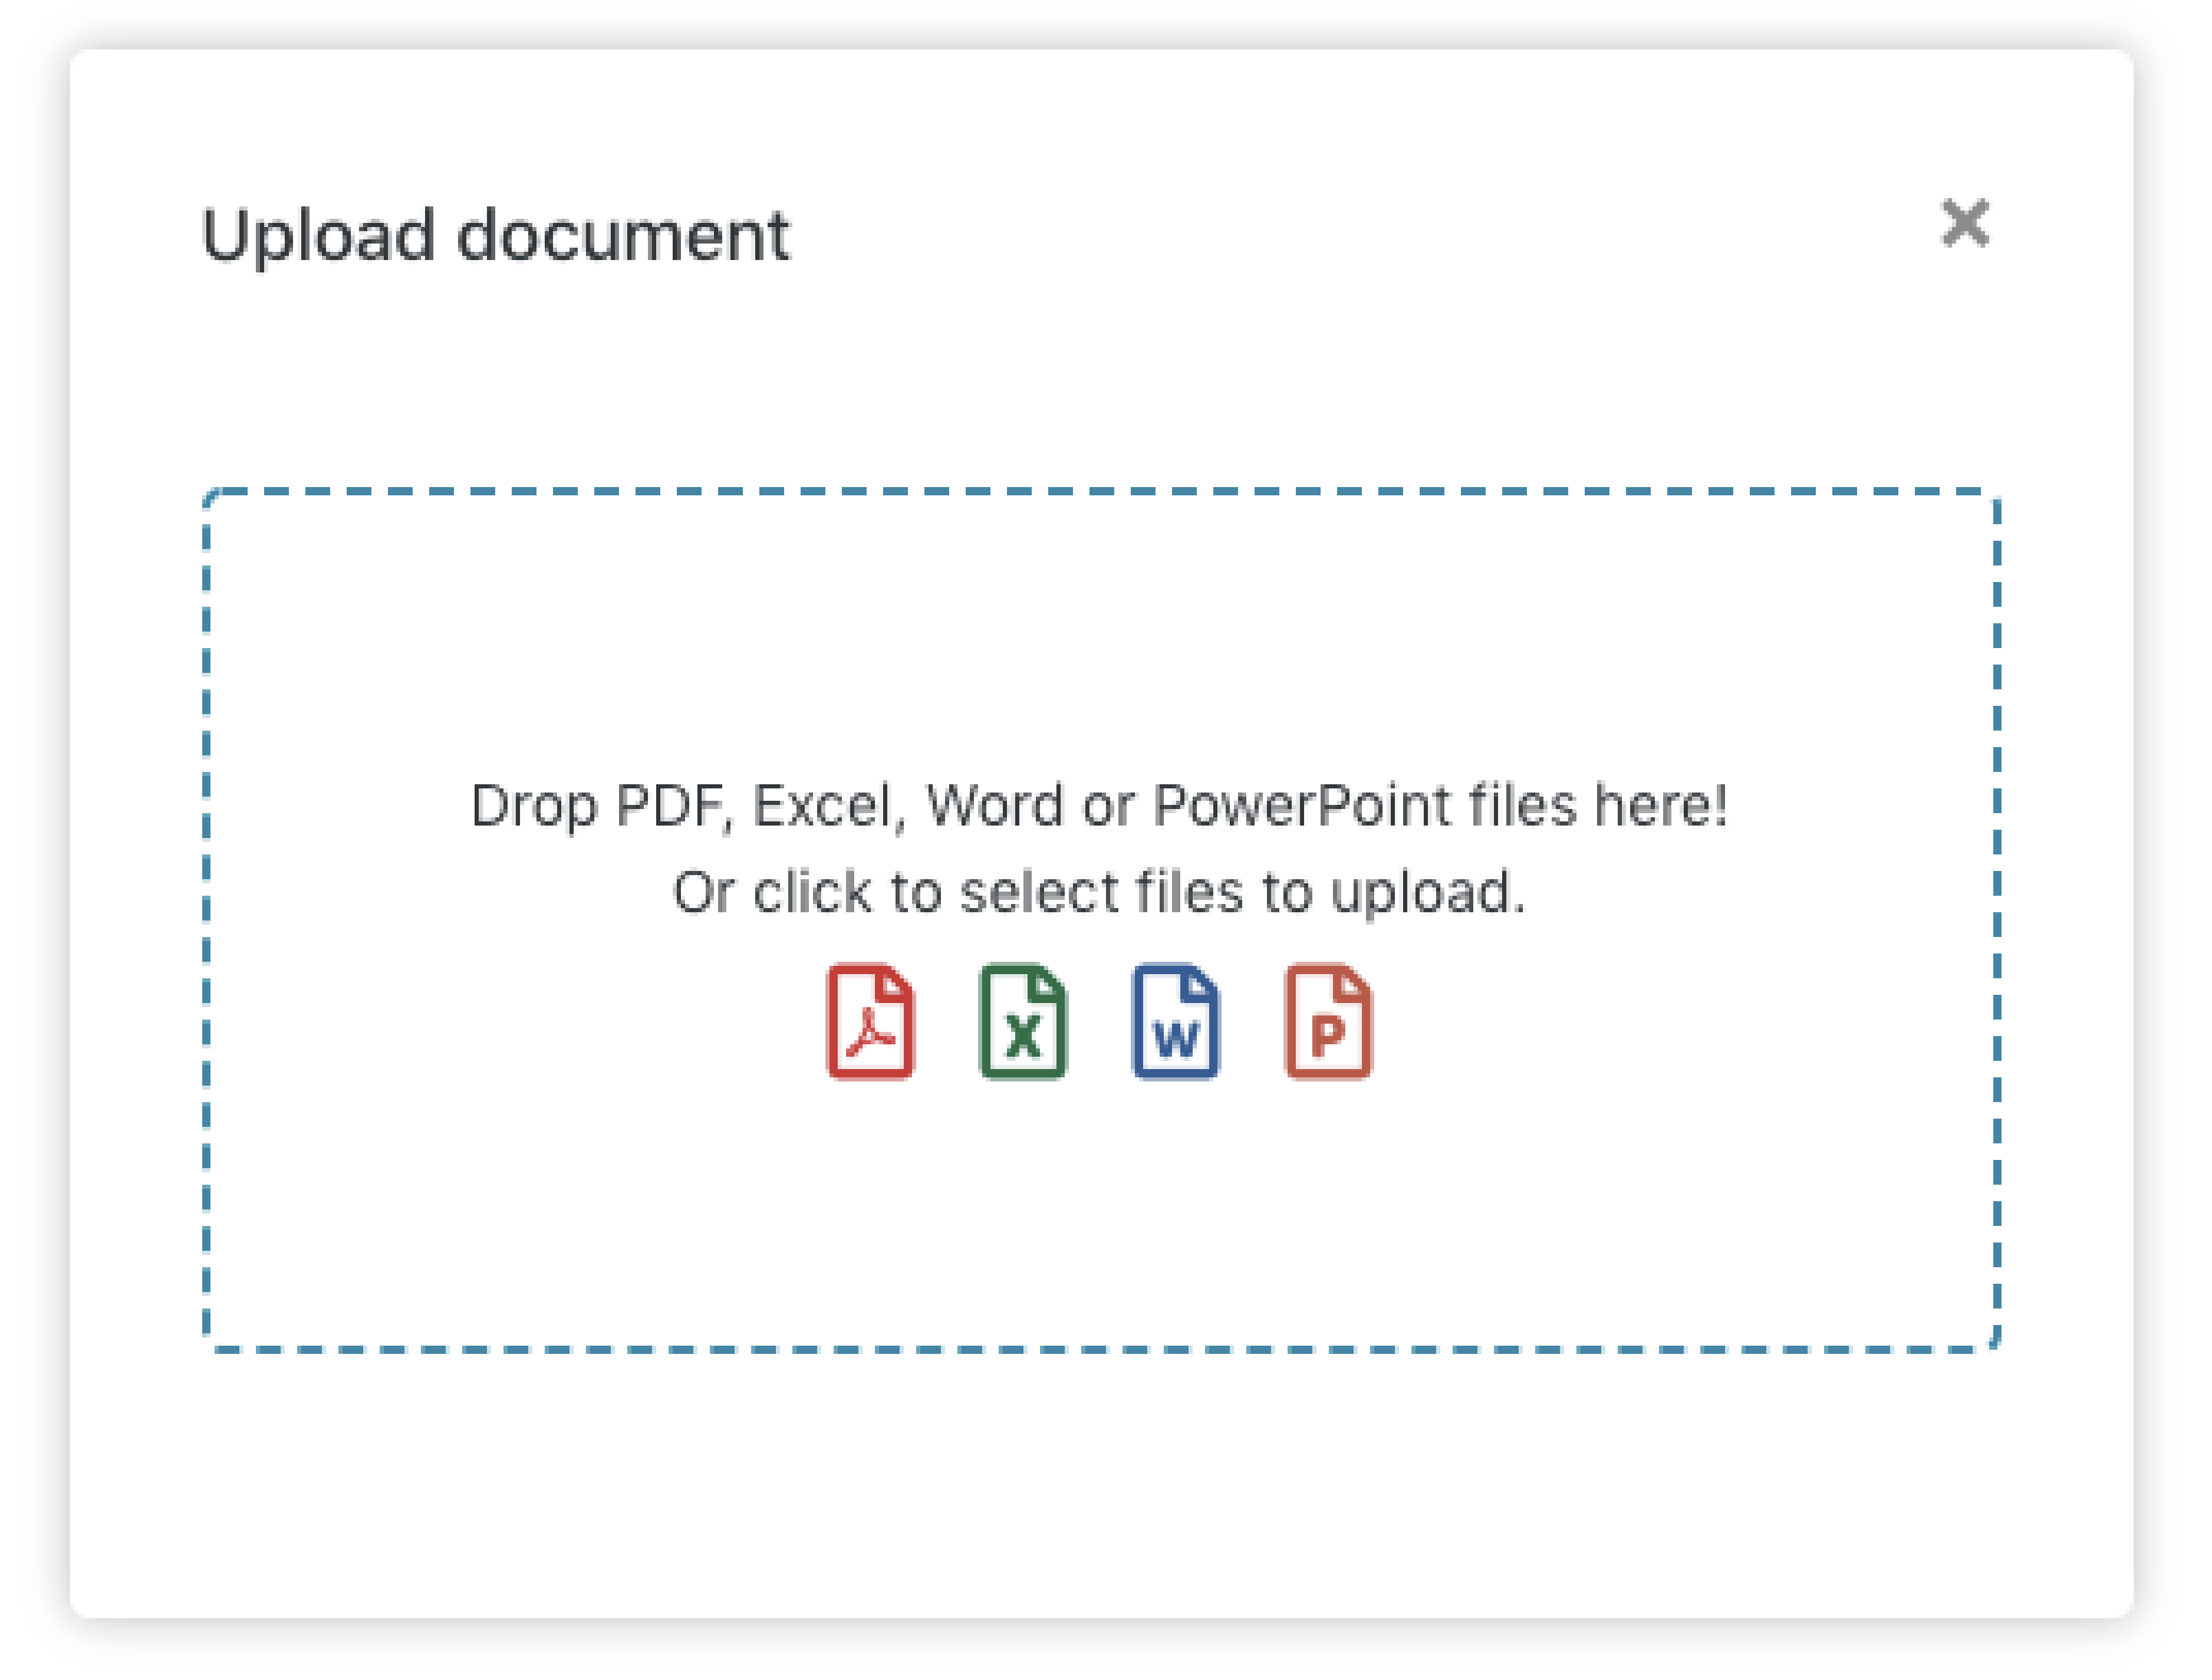 Upload document
Drop PDF, Excel, Word or PowerPoint files here!
Or click to select files to upload.
X W P